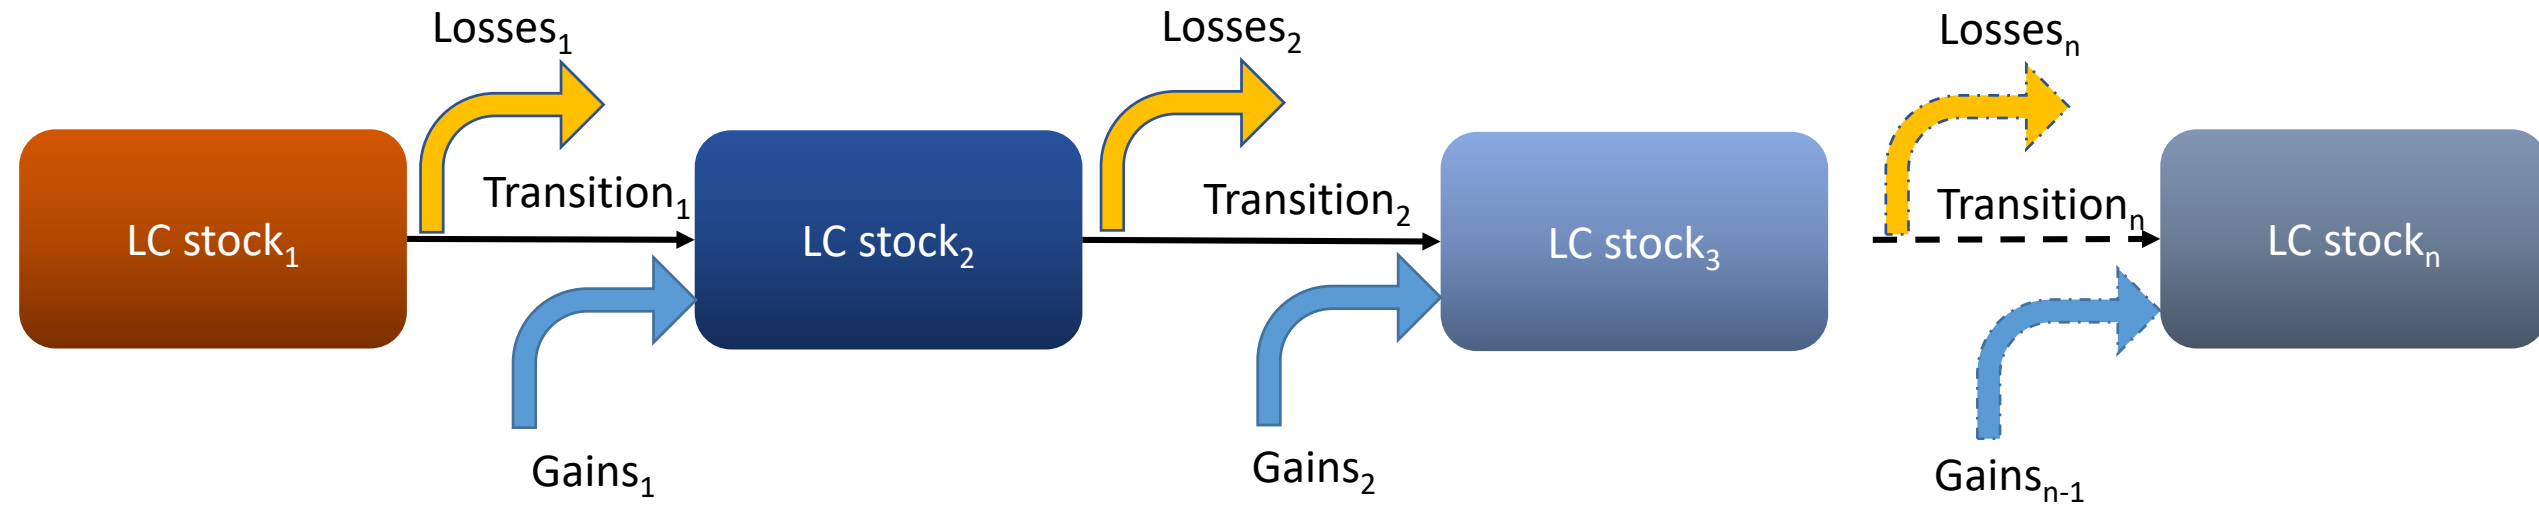 Losses₁
Losses₂
Lossesₙ
Transition₁
Transition₂
Transitionₙ
LC stock₁
LC stock₂
LC stock₃
LC stockₙ
Gains₁
Gains₂
Gainsₙ₋₁